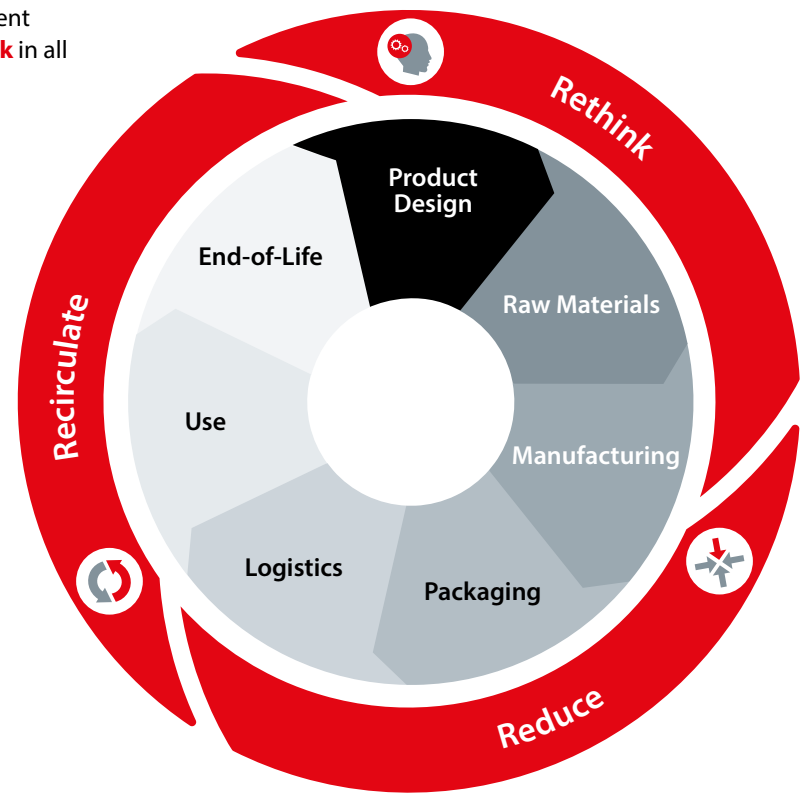 ent
k in all
Rethink
Product
Design
End-of-Life
Raw Materials
Recirculate
Use
Manufacturing
Logistics
Packaging
Reduce